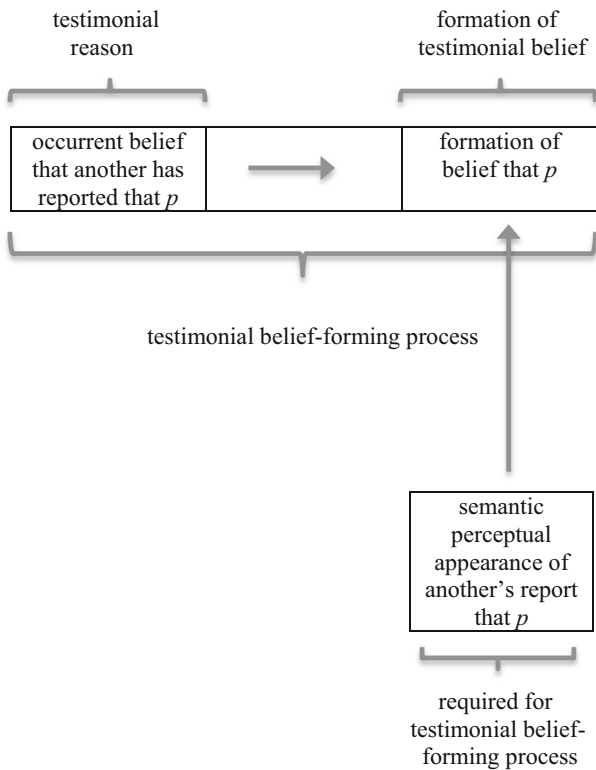 testimonial
reason
formation of
testimonial belief
occurrent belief
that another has
reported that p
formation of
belief that p
testimonial belief-forming process
semantic
perceptual
appearance of
another’s report
that p
required for
testimonial belief-
forming process